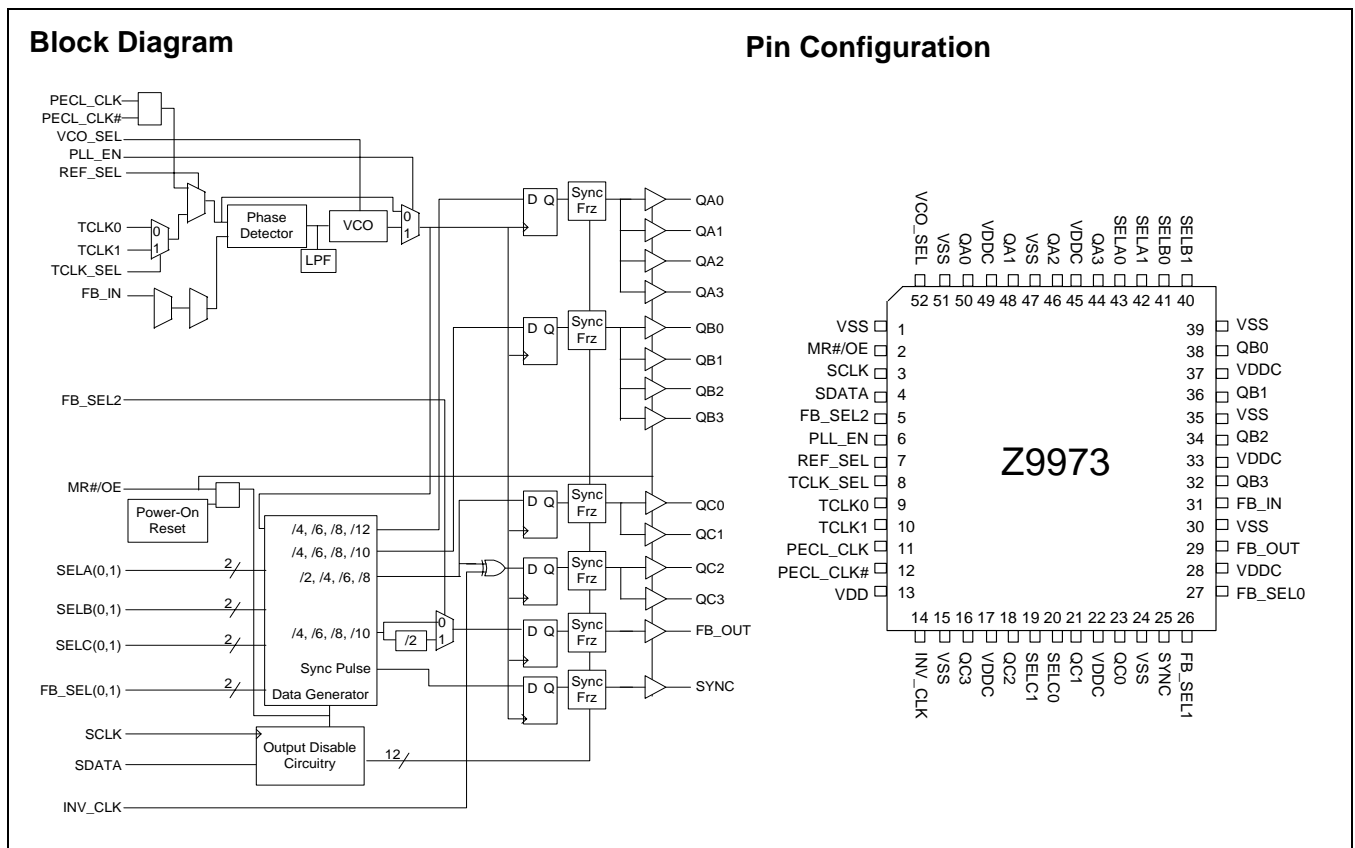 Block Diagram
PECL_CLK
PECL_CLK#
VCO_SEL
PLL_EN
REF_SEL
TCLK0
TCLK1
TCLK_SEL
FB_IN
0
1
Phase
Detector
LPF
VCO
0
1
FB_SEL2
MR#/OE
Power-On
Reset
SELA(0,1)
2
SELB(0,1)
2
SELC(0,1)
2
FB_SEL(0,1)
2
/4, /6, /8, /12
/4, /6, /8, /10
/2, /4, /6, /8
/4, /6, /8, /10
/2
0
1
Sync Pulse
Data Generator
SCLK
SDATA
Output Disable
Circuitry
12
INV_CLK
D Q
Sync
Frz
QA0
QA1
QA2
QA3
D Q
Sync
Frz
QB0
QB1
QB2
QB3
D Q
Sync
Frz
QC0
QC1
D Q
Sync
Frz
QC2
QC3
D Q
Sync
Frz
FB_OUT
D Q
Sync
Frz
SYNC
Pin Configuration
VCO_SEL
VSS
QA0
VDDC
QA1
VSS
QA2
VDDC
QA3
SELA0
SELA1
SELB0
SELB1
52 51 50 49 48 47 46 45 44 43 42 41 40
VSS 1
MR#/OE 2
SCLK 3
SDATA 4
FB_SEL2 5
PLL_EN 6
REF_SEL 7
TCLK_SEL 8
TCLK0 9
TCLK1 10
PECL_CLK 11
PECL_CLK# 12
VDD 13
Z9973
39 VSS
38 QB0
37 VDDC
36 QB1
35 VSS
34 QB2
33 VDDC
32 QB3
31 FB_IN
30 VSS
29 FB_OUT
28 VDDC
27 FB_SEL0
14 15 16 17 18 19 20 21 22 23 24 25 26
INV_CLK
VSS
QC3
VDDC
QC2
SELC1
SELC0
QC1
VDDC
QC0
VSS
SYNC
FB_SEL1